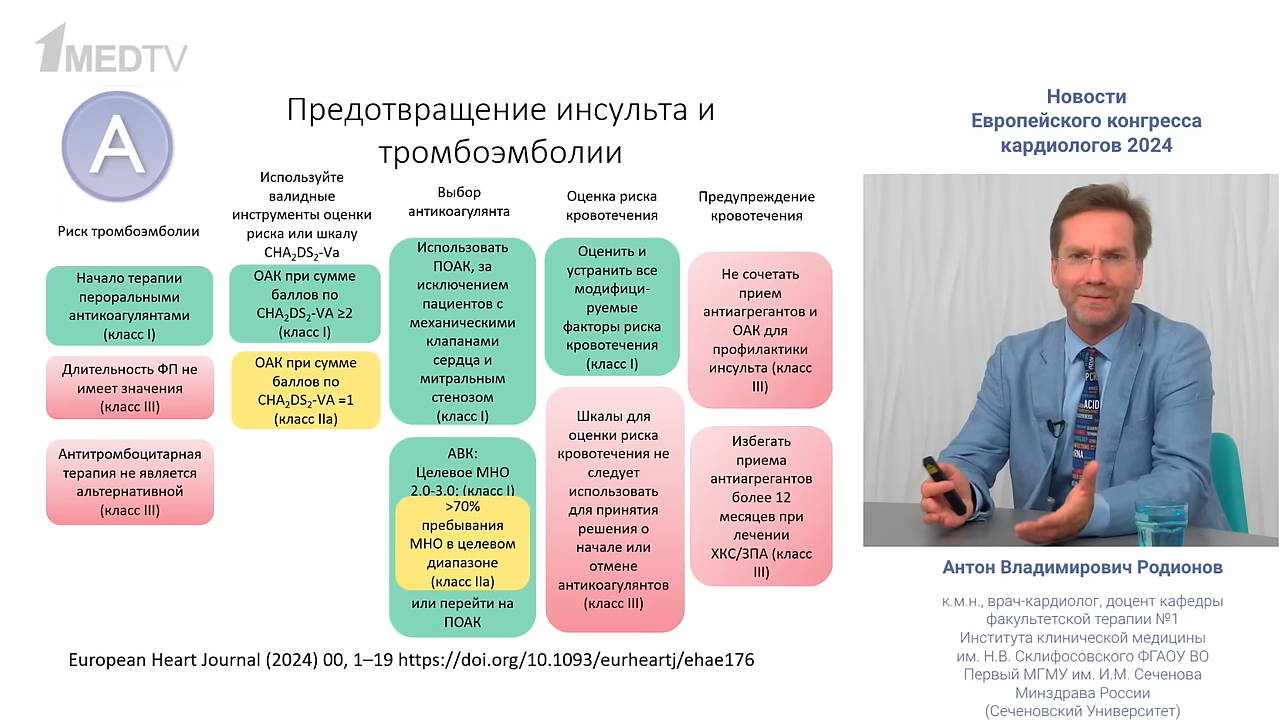 1MEDTV
A
Предотвращение инсульта и
тромбоэмболии
Риск тромбоэмболии
Начало терапии
пероральными
антикоагулянтами
(класс I)
Длительность ФП не
имеет значения
(класс III)
Антитромбоцитарная
терапия не является
альтернативной
(класс III)
Используйте
валидные
инструменты оценки
риска или шкалу
CHA₂DS₂-Va
ОАК при сумме
баллов по
CHA₂DS₂-VA ≥2
(класс I)
ОАК при сумме
баллов по
CHA₂DS₂-VA =1
(класс IIa)
Выбор
антикоагулянта
Использовать
ПОАК, за
исключением
пациентов с
механическими
клапанами
сердца и
митральным
стенозом
(класс I)
АВК:
Целевое МНО
2.0-3.0; (класс I)
>70%
пребывания
МНО в целевом
диапазоне
(класс IIa)
или перейти на
ПОАК
Оценка риска
кровотечения
Оценить и
устранить все
модифици-
руемые
факторы риска
кровотечения
(класс I)
Шкалы для
оценки риска
кровотечения не
следует
использовать
для принятия
решения о
начале или
отмене
антикоагулянтов
(класс III)
Предупреждение
кровотечения
Не сочетать
прием
антиагрегантов и
ОАК для
профилактики
инсульта (класс
III)
Избегать
приема
антиагрегантов
более 12
месяцев при
лечении
ХКС/ЗПА (класс
III)
European Heart Journal (2024) 00, 1–19 https://doi.org/10.1093/eurheartj/ehae176
Новости
Европейского конгресса
кардиологов 2024
ACID
RNA
Антон Владимирович Родионов
к.м.н., врач-кардиолог, доцент кафедры
факультетской терапии №1
Института клинической медицины
им. Н.В. Склифосовского ФГАОУ ВО
Первый МГМУ им. И.М. Сеченова
Минздрава России
(Сеченовский Университет)